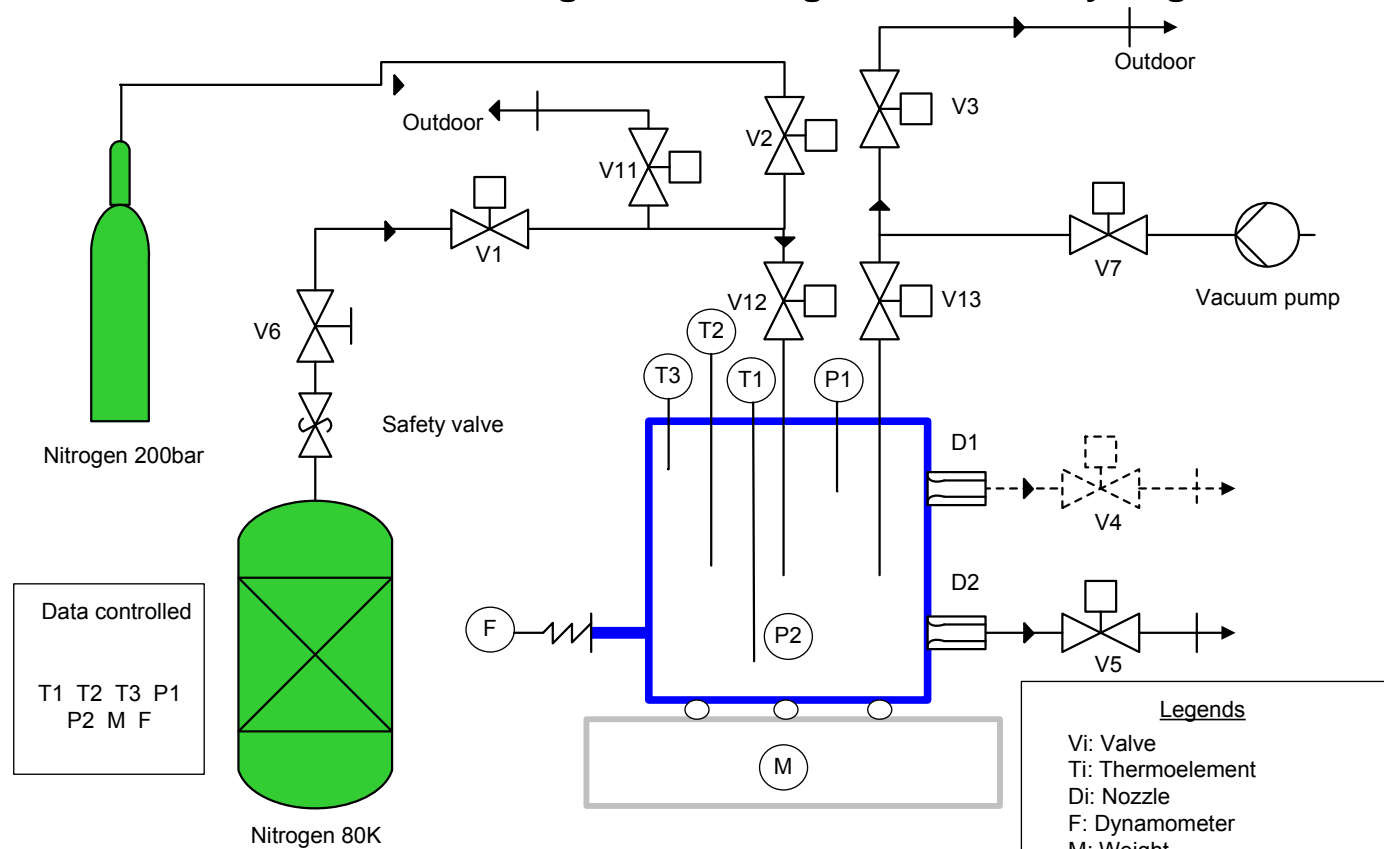 Outdoor
V3
Outdoor
V2
V11
V1
V7
Vacuum pump
V12
V13
V6
T2
T3
T1
P1
Safety valve
Nitrogen 200bar
D1
V4
D2
Data controlled
T1 T2 T3 P1
P2 M F
F
P2
V5
Legends
Vi: Valve
Ti: Thermoelement
Di: Nozzle
F: Dynamometer
M: Weight
M
Nitrogen 80K